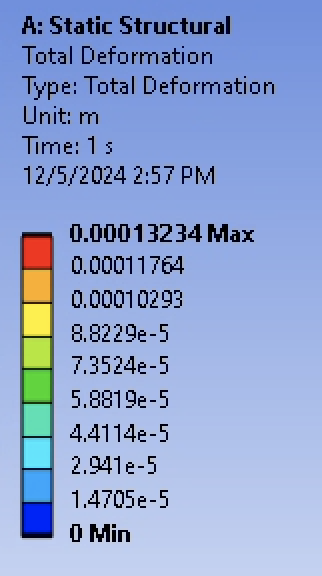 A: Static Structural
Total Deformation
Type: Total Deformation
Unit: m
Time: 1 s
12/5/2024 2:57 PM
0.00013234 Max
0.00011764
0.00010293
8.8229e-5
7.3524e-5
5.8819e-5
4.4114e-5
2.941e-5
1.4705e-5
0 Min